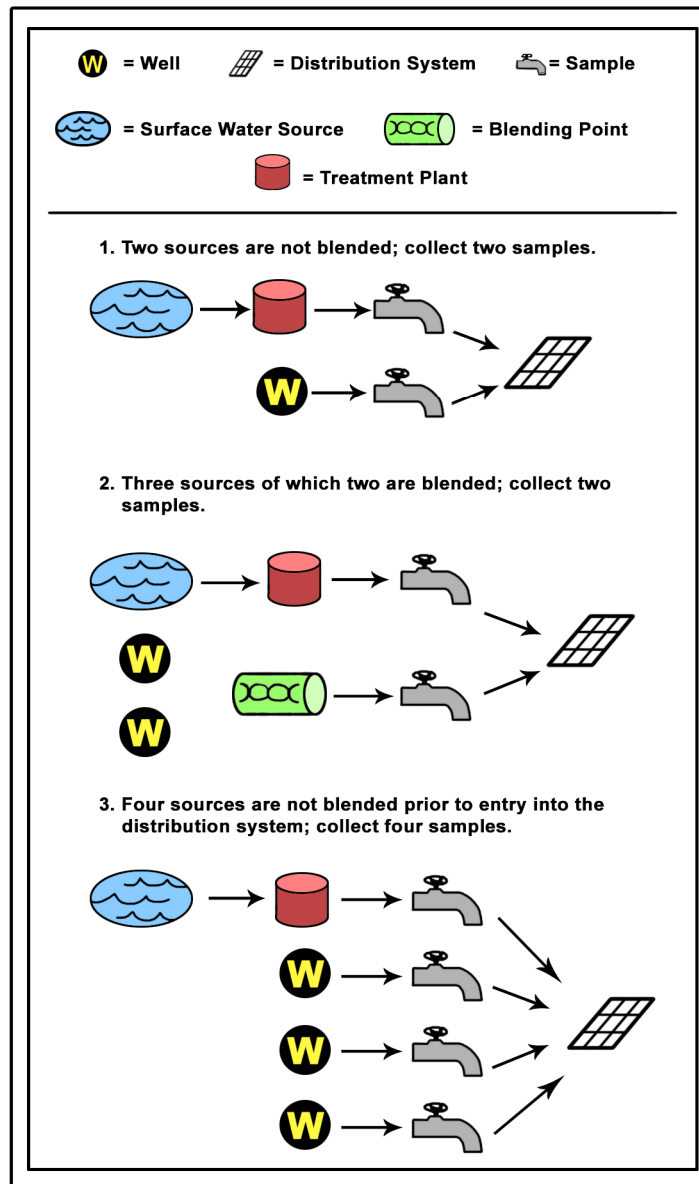 W = Well = Distribution System = Sample
= Surface Water Source = Blending Point
= Treatment Plant
1. Two sources are not blended; collect two samples.
W
2. Three sources of which two are blended; collect two
samples.
W
W
3. Four sources are not blended prior to entry into the
distribution system; collect four samples.
W
W
W